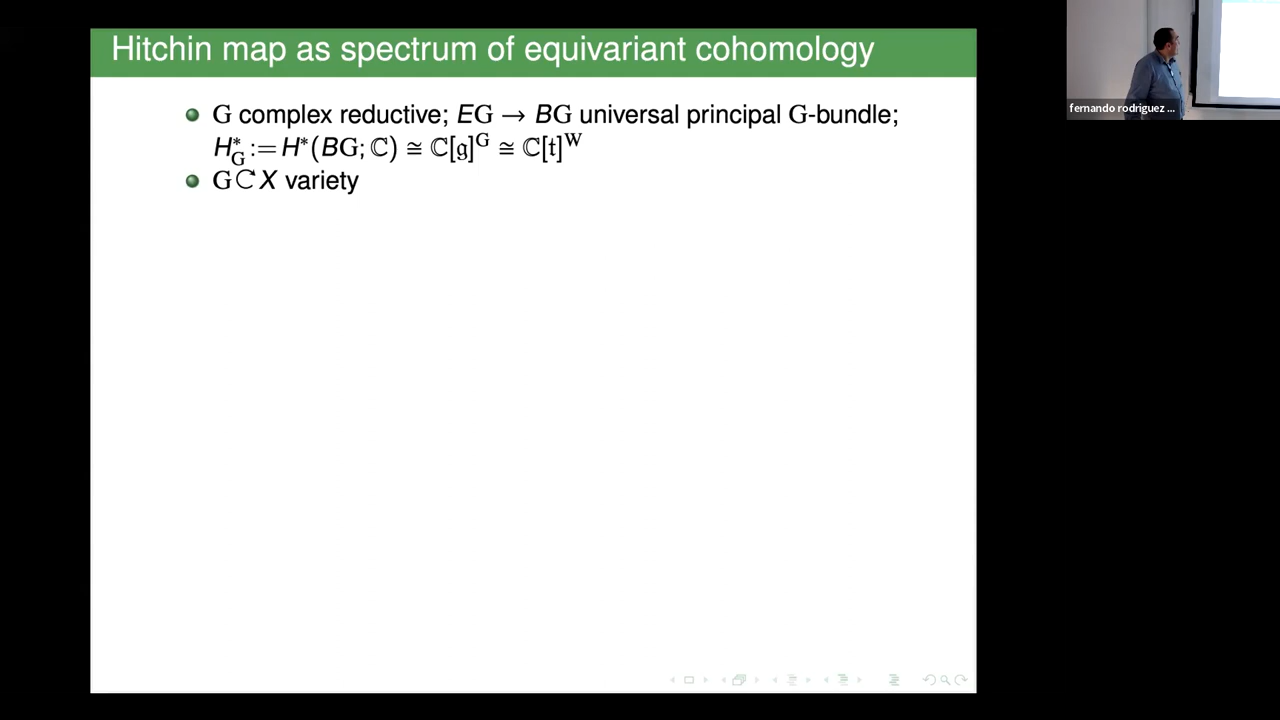 Hitchin map as spectrum of equivariant cohomology
G complex reductive; EG → BG universal principal G-bundle;
H*_G := H*(BG; ℂ) ≅ ℂ[𝔤]^G ≅ ℂ[𝔱]^W
G⟳X variety
fernando rodriguez ...